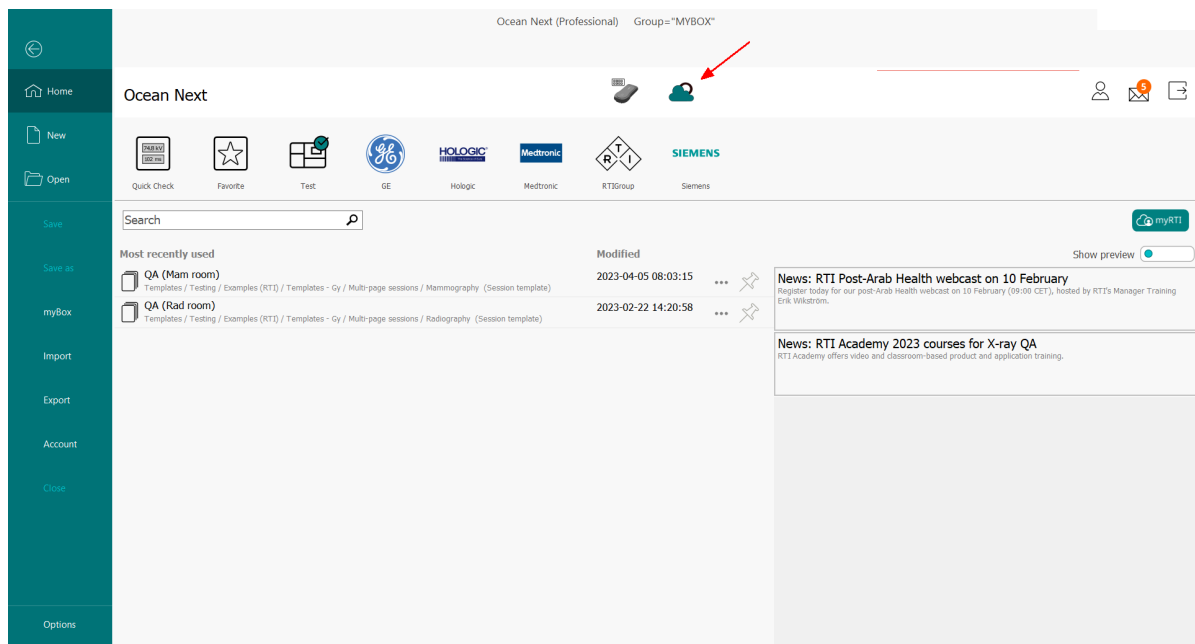 Ocean Next (Professional) Group="MYBOX"
Home
Ocean Next
5
New
Open
74,8 kV
102 ms
GE
HOLOGIC
Medtronic
R T I
SIEMENS
Quick Check
Favorite
Test
GE
Hologic
Medtronic
RTIGroup
Siemens
Save
Save as
myBox
Import
Export
Account
Close
Options
Search
myRTI
Most recently used
Modified
Show preview
QA (Mam room)
2023-04-05 08:03:15
Templates / Testing / Examples (RTI) / Templates - Gy / Multi-page sessions / Mammography (Session template)
QA (Rad room)
2023-02-22 14:20:58
Templates / Testing / Examples (RTI) / Templates - Gy / Multi-page sessions / Radiography (Session template)
News: RTI Post-Arab Health webcast on 10 February
Register today for our post-Arab Health webcast on 10 February (09:00 CET), hosted by RTI's Manager Training
Erik Wikström.
News: RTI Academy 2023 courses for X-ray QA
RTI Academy offers video and classroom-based product and application training.